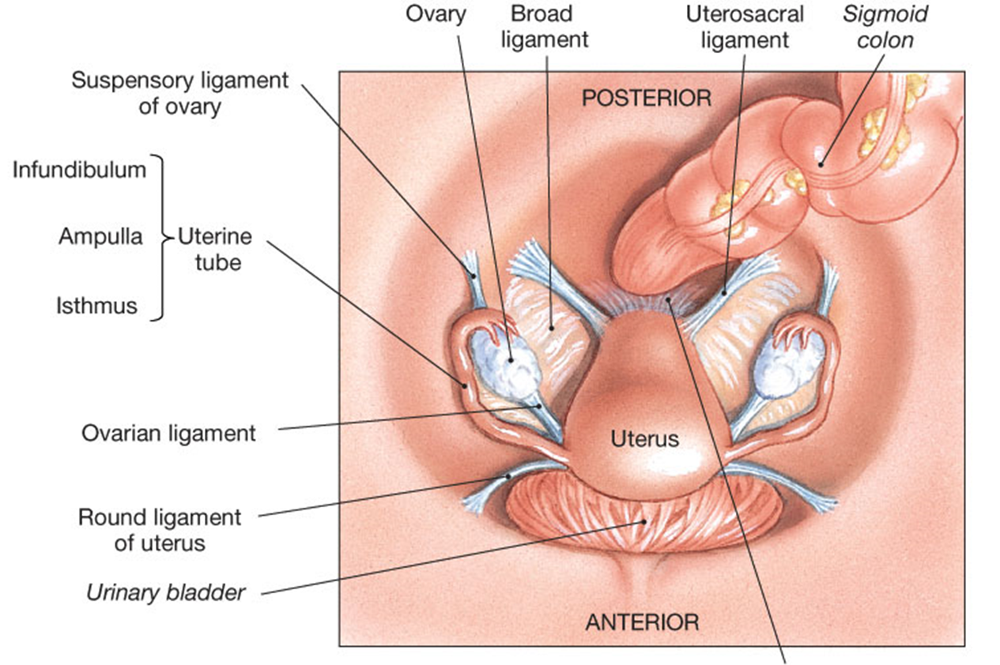 Ovary
Broad
ligament
Uterosacral
ligament
Sigmoid
colon
Suspensory ligament
of ovary
POSTERIOR
Infundibulum
Ampulla
Isthmus
Uterine
tube
Ovarian ligament
Uterus
Round ligament
of uterus
Urinary bladder
ANTERIOR